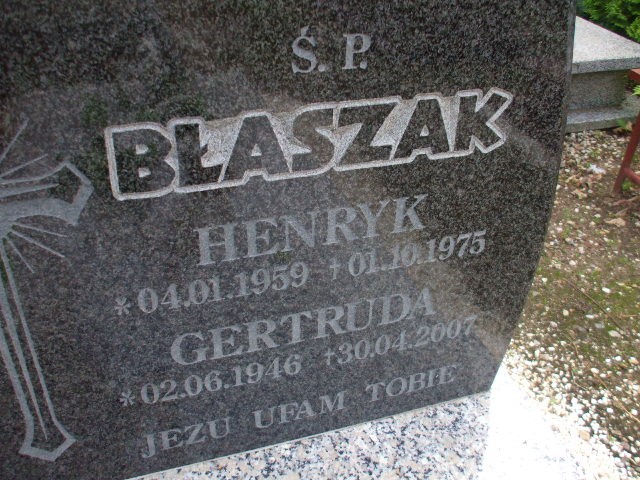 Ś.P.
BŁASZAK
HENRYK
*04.01.1959 †01.10.1975
GERTRUDA
*02.06.1946 †30.04.2007
JEZU UFAM TOBIE